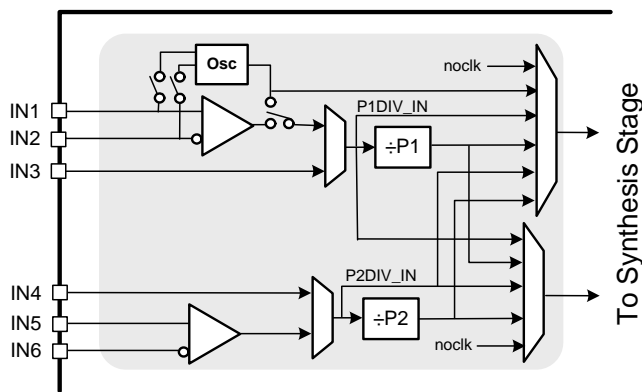 Osc
noclk
IN1
P1DIV_IN
IN2
÷P1
IN3
To Synthesis Stage
P2DIV_IN
IN4
IN5
÷P2
IN6
noclk